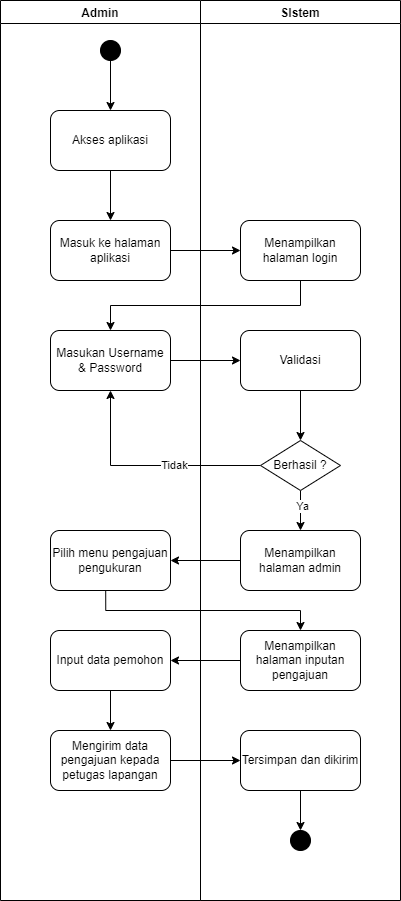 Admin
Sistem
Akses aplikasi
Masuk ke halaman
aplikasi
Menampilkan
halaman login
Masukan Username
& Password
Validasi
Tidak
Berhasil ?
Ya
Pilih menu pengajuan
pengukuran
Menampilkan
halaman admin
Input data pemohon
Menampilkan
halaman inputan
pengajuan
Mengirim data
pengajuan kepada
petugas lapangan
Tersimpan dan dikirim